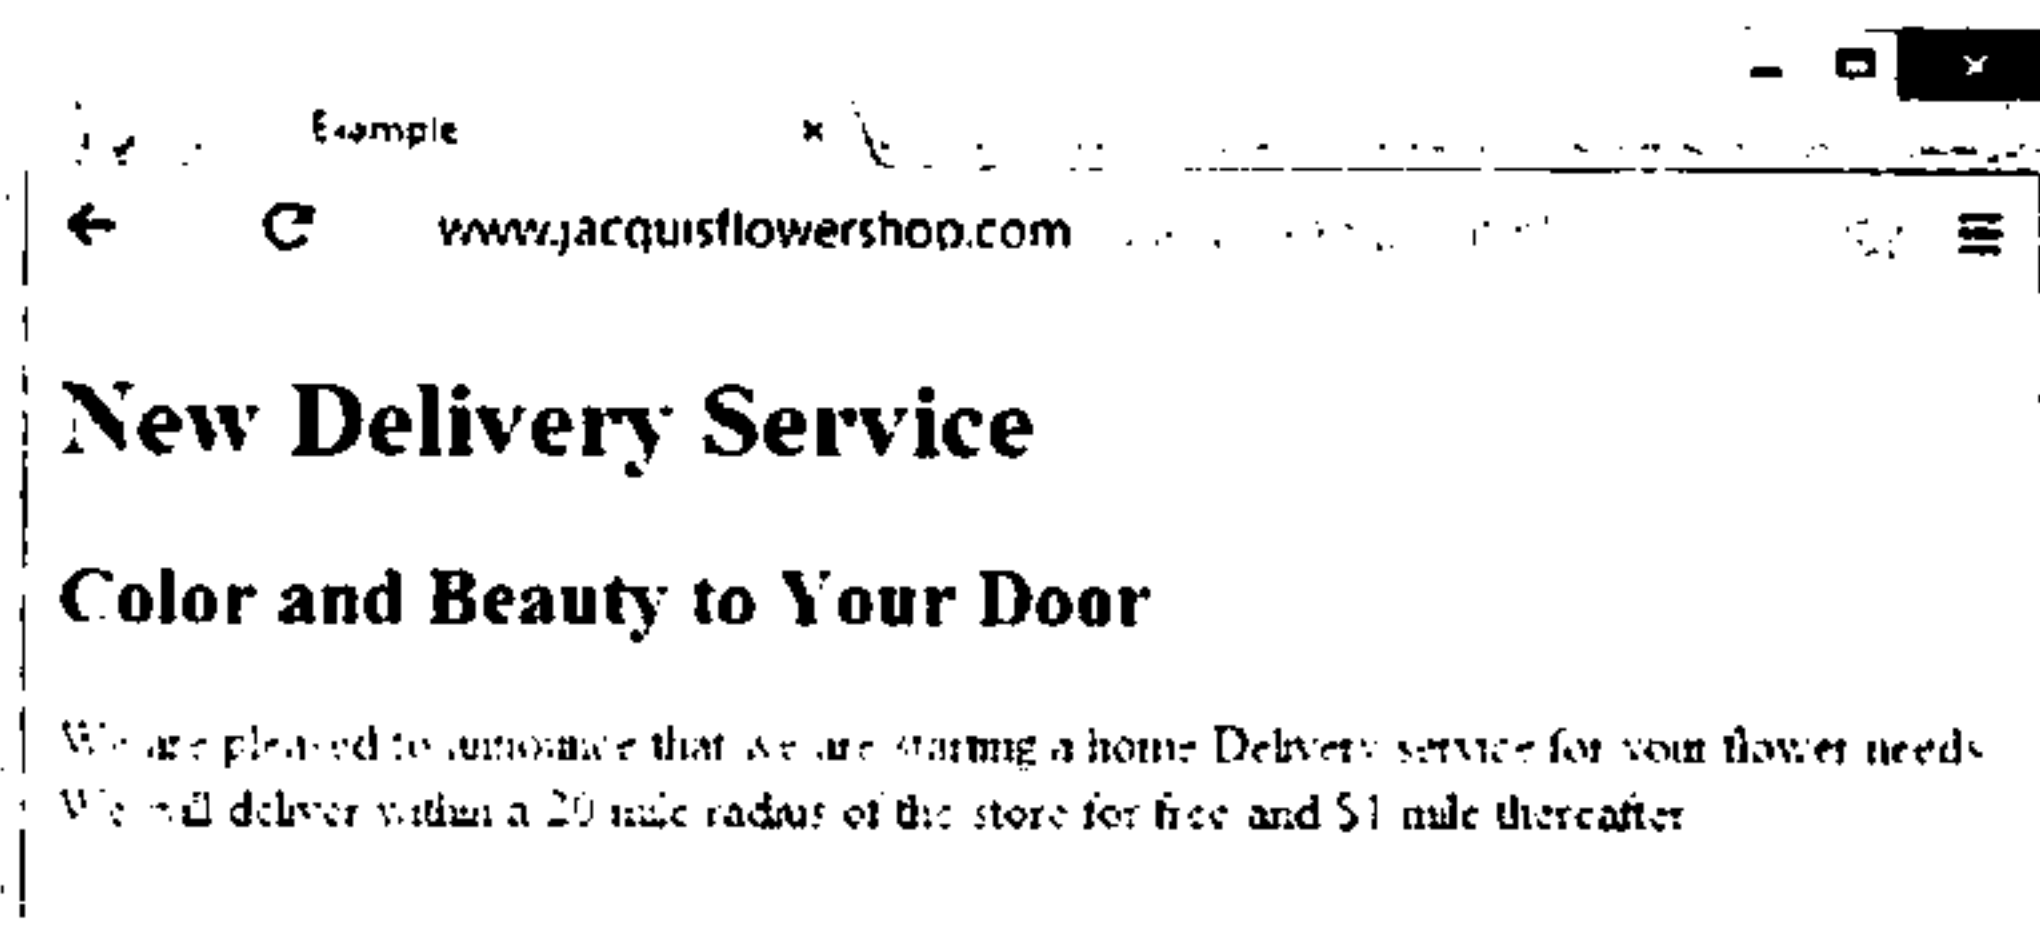 Example
www.jacquisflowershop.com
New Delivery Service
Color and Beauty to Your Door
We are pleased to announce that we are starting a home Delivery service for your flower needs
We will deliver within a 20 mile radius of the store for free and $1 mile thereafter